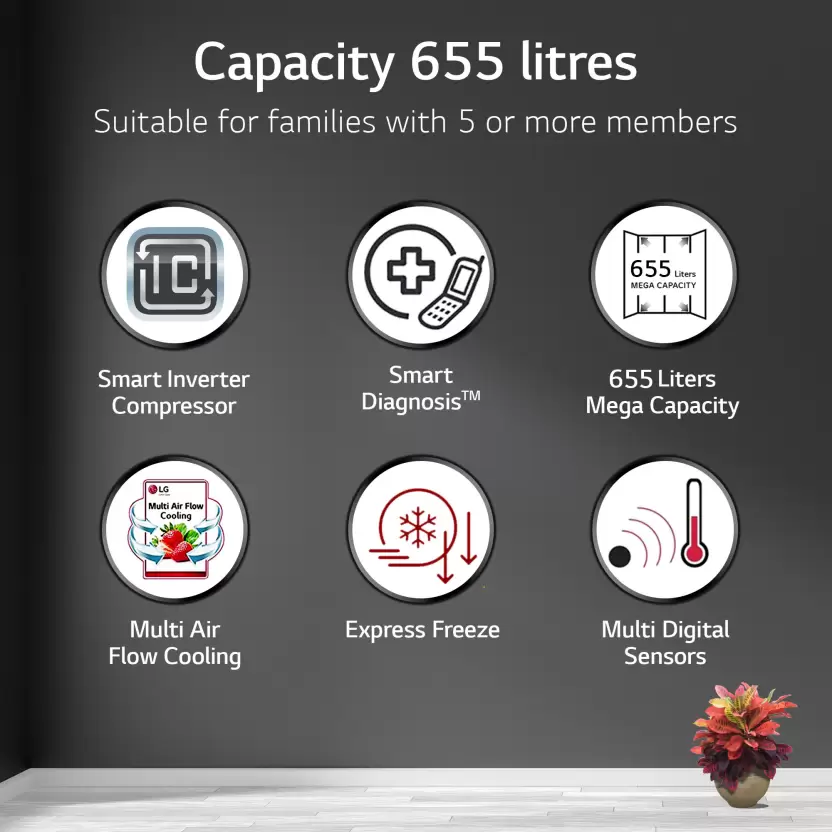 Capacity 655 litres
Suitable for families with 5 or more members
IC
655 Liters
MEGA CAPACITY
Smart Inverter
Compressor
Smart
Diagnosis™
655 Liters
Mega Capacity
LG
Multi Air Flow
Cooling
Multi Air
Flow Cooling
Express Freeze
Multi Digital
Sensors